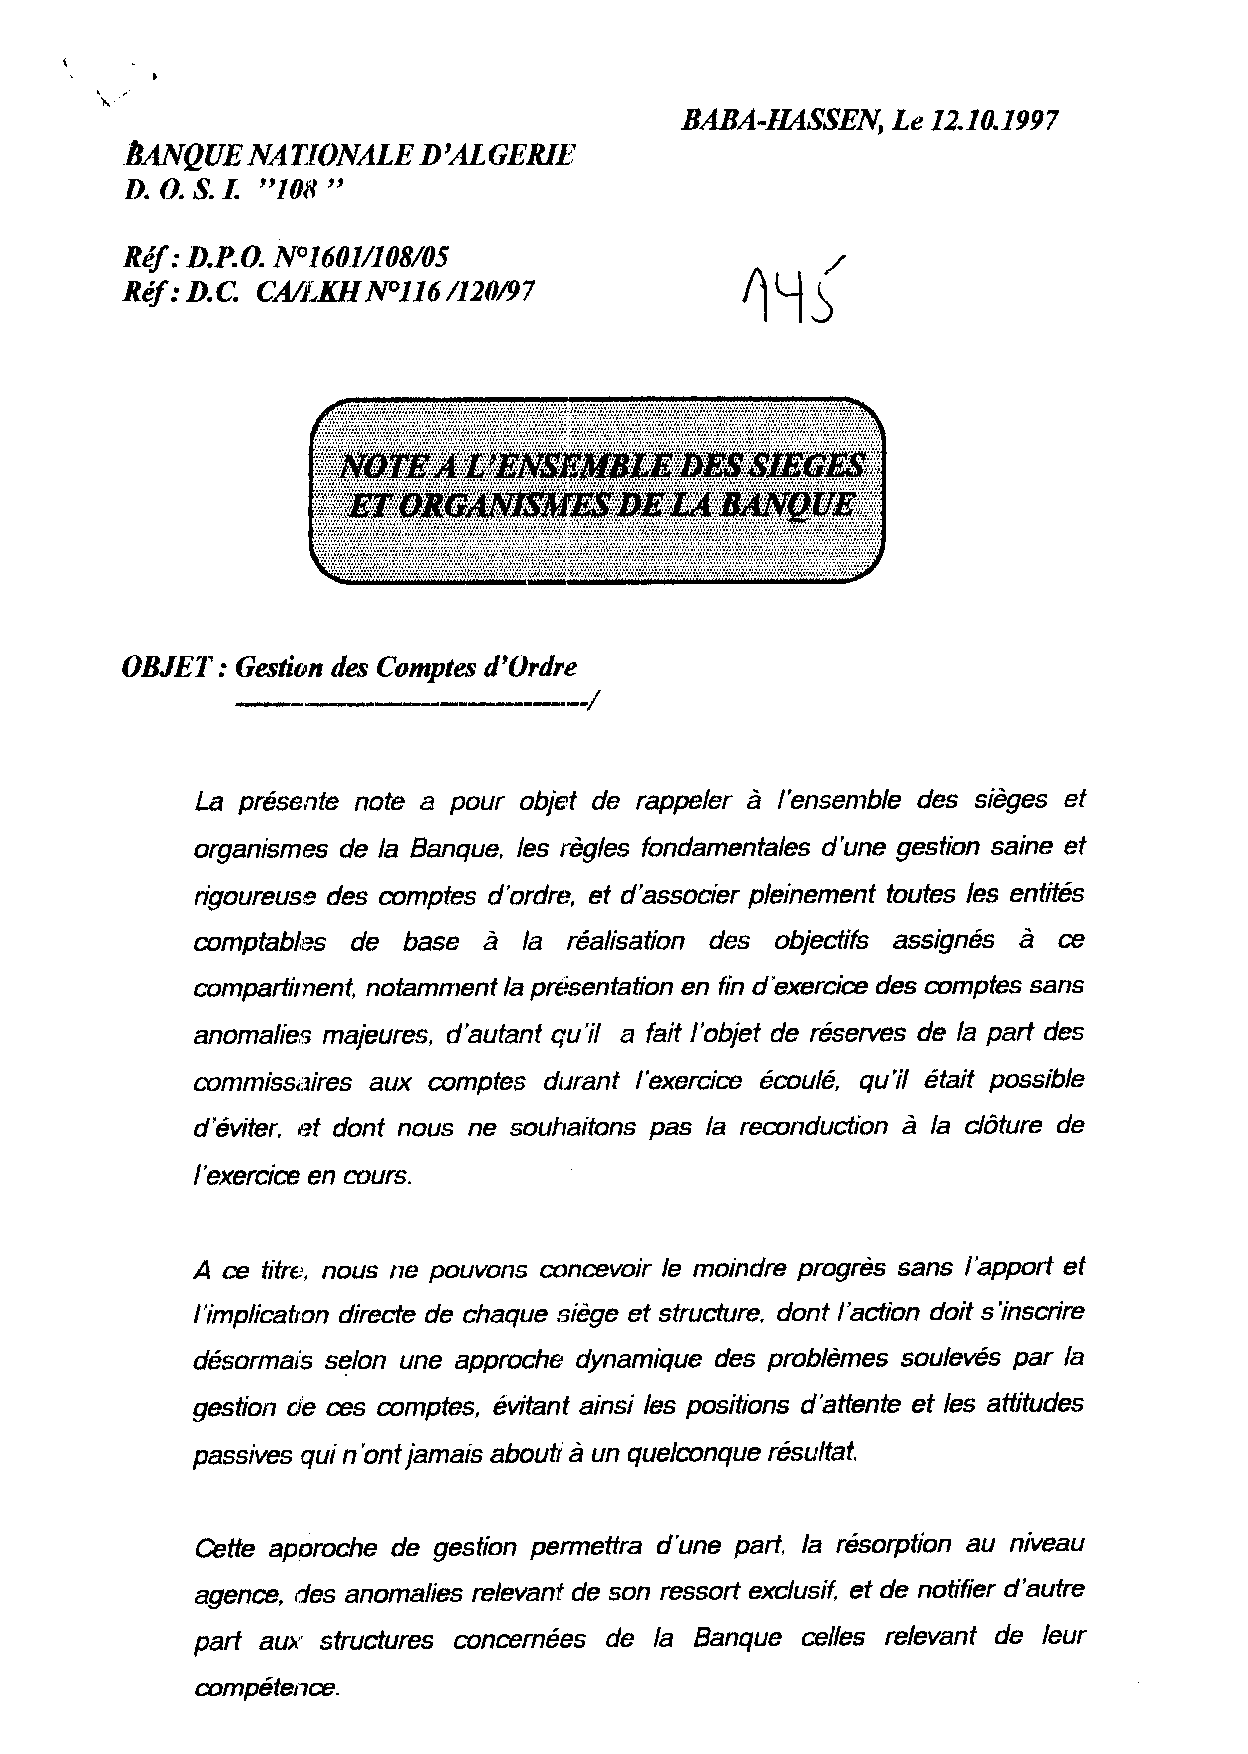 BABA-HASSEN, Le 12.10.1997
BANQUE NATIONALE D'ALGERIE
D. O. S. I. "108 "
Réf : D.P.O. N°1601/108/05
Réf : D.C. CA/LKH N°116 /120/97
145
NOTE A L'ENSEMBLE DES SIEGES
ET ORGANISMES DE LA BANQUE
OBJET : Gestion des Comptes d'Ordre
--------------------------------/
La présente note a pour objet de rappeler à l'ensemble des sièges et
organismes de la Banque, les règles fondamentales d'une gestion saine et
rigoureuse des comptes d'ordre, et d'associer pleinement toutes les entités
comptables de base à la réalisation des objectifs assignés à ce
compartiment, notamment la présentation en fin d'exercice des comptes sans
anomalies majeures, d'autant qu'il a fait l'objet de réserves de la part des
commissaires aux comptes durant l'exercice écoulé, qu'il était possible
d'éviter, et dont nous ne souhaitons pas la reconduction à la clôture de
l'exercice en cours.
A ce titre, nous ne pouvons concevoir le moindre progrès sans l'apport et
l'implication directe de chaque siège et structure, dont l'action doit s'inscrire
désormais selon une approche dynamique des problèmes soulevés par la
gestion de ces comptes, évitant ainsi les positions d'attente et les attitudes
passives qui n'ont jamais abouti à un quelconque résultat.
Cette approche de gestion permettra d'une part, la résorption au niveau
agence, des anomalies relevant de son ressort exclusif, et de notifier d'autre
part aux structures concernées de la Banque celles relevant de leur
compétence.